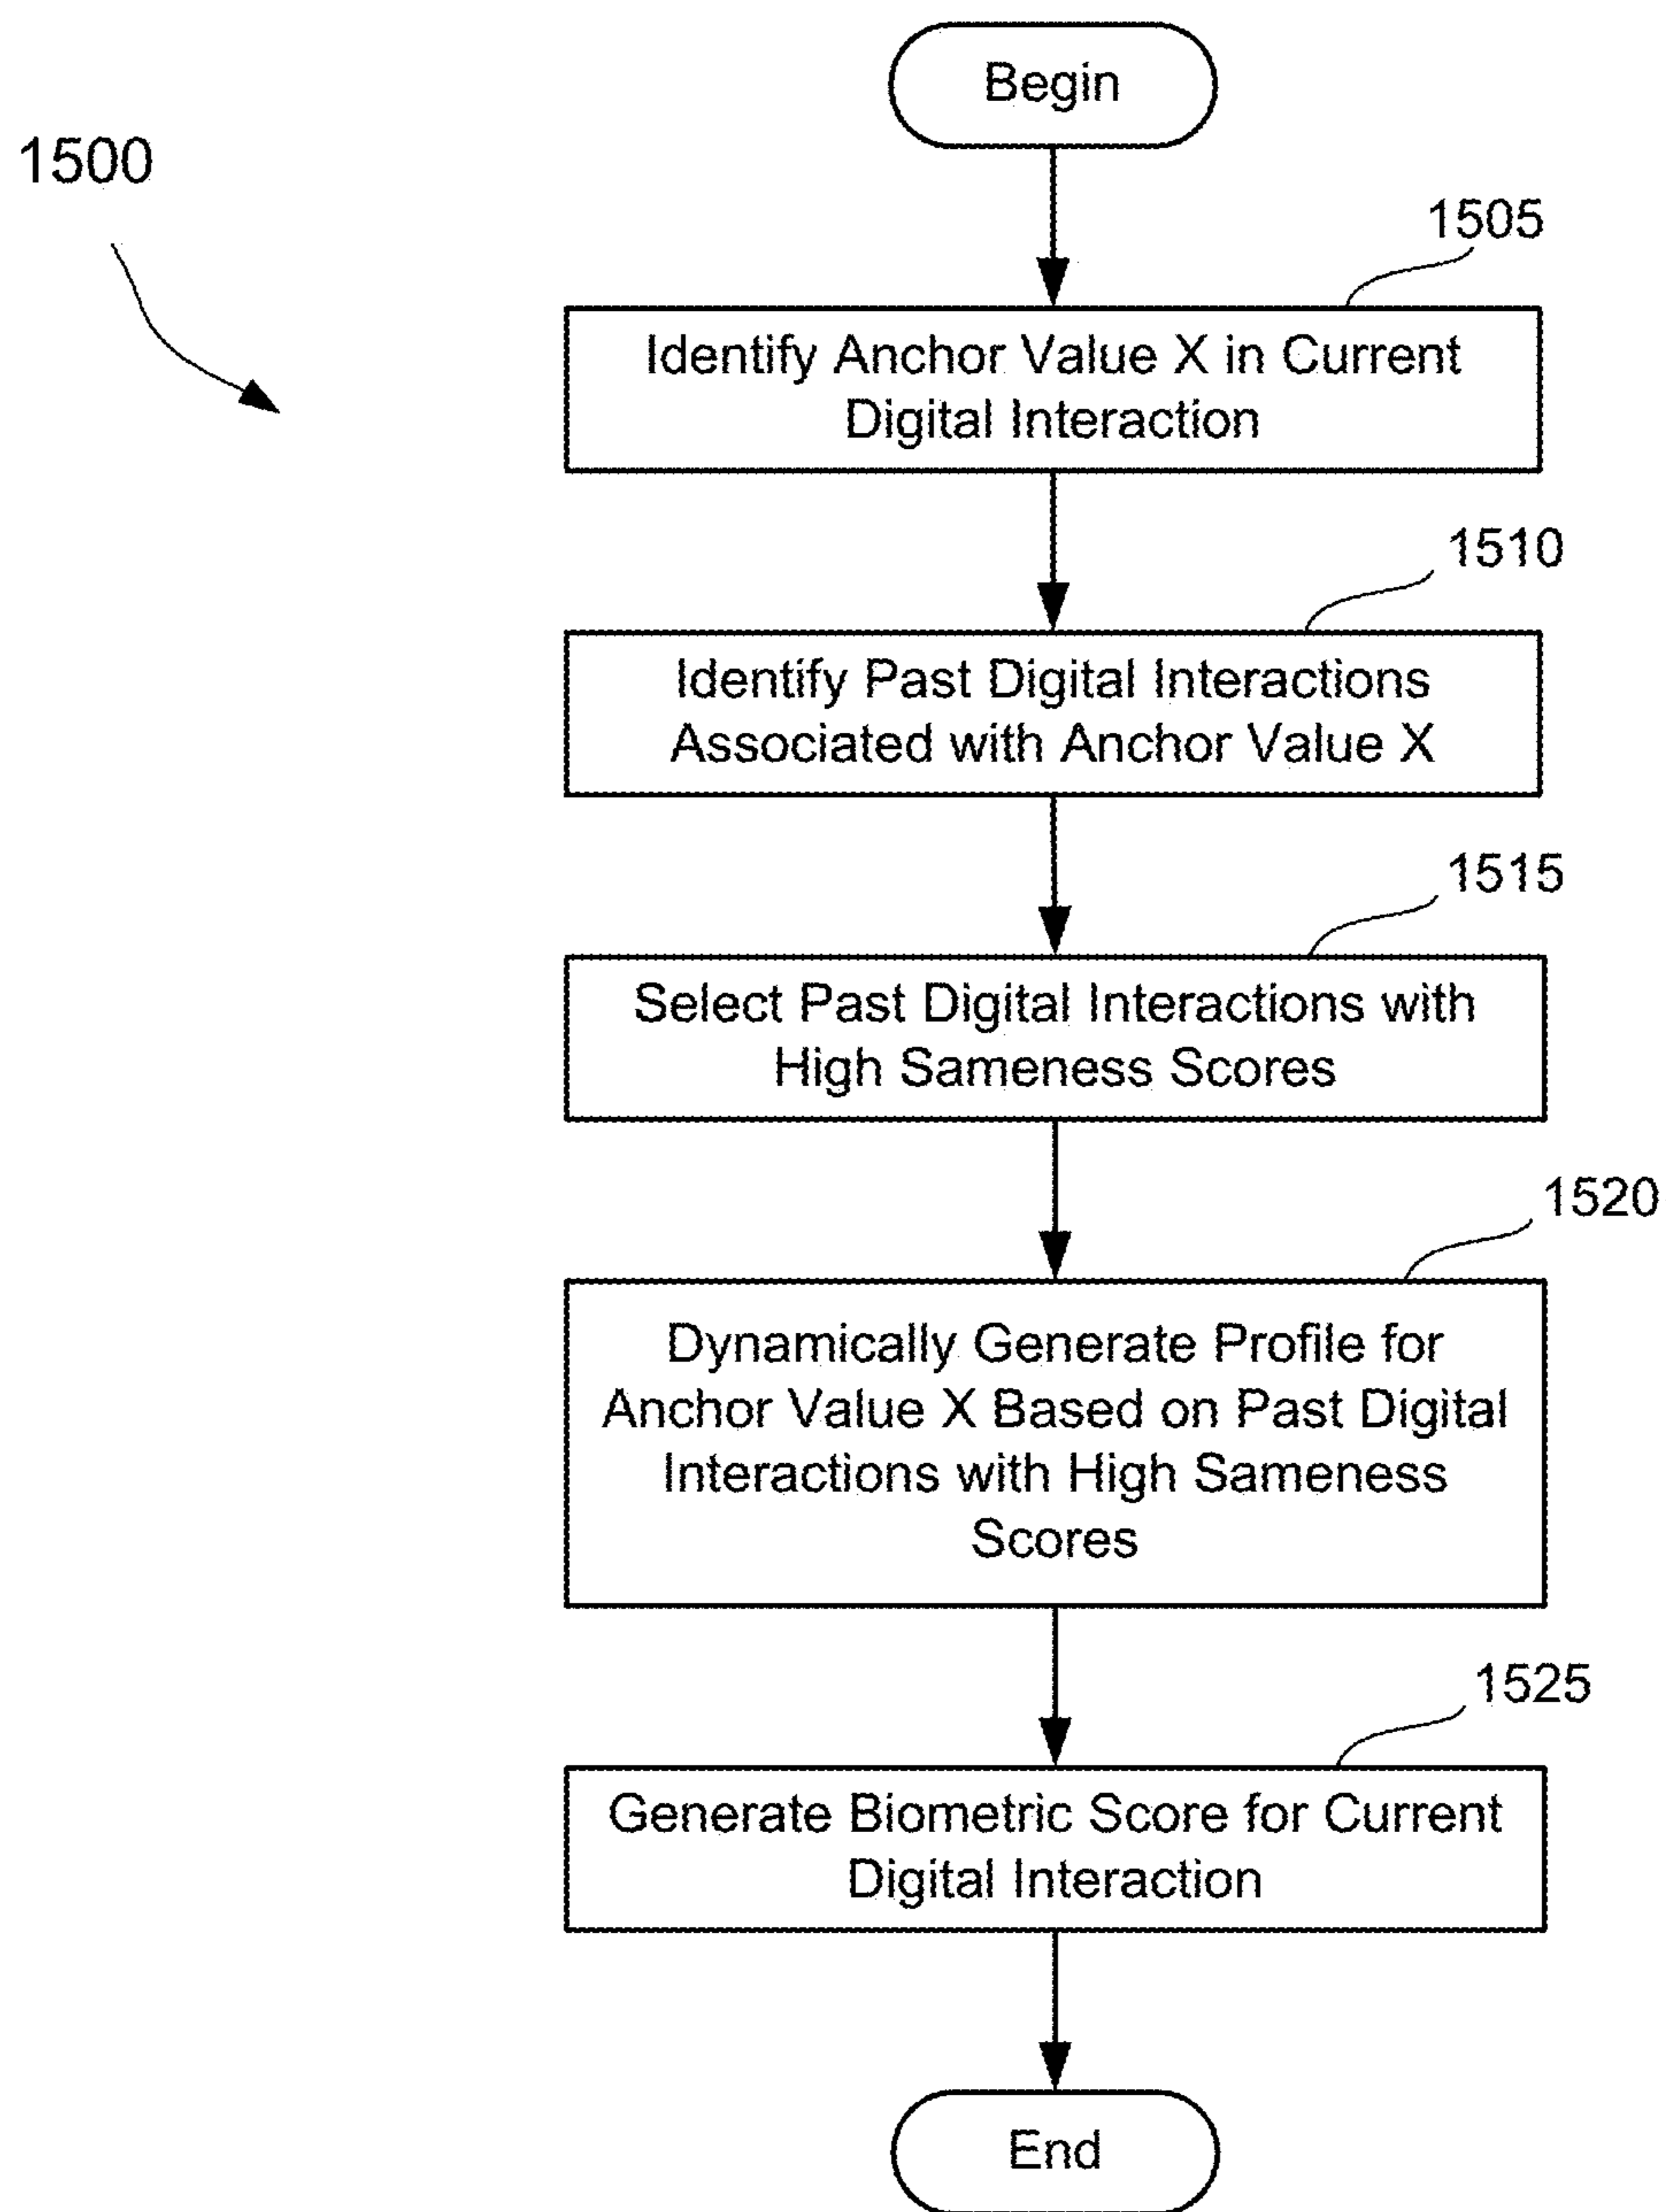 Begin
1500
1505
Identify Anchor Value X in Current
Digital Interaction
1510
Identify Past Digital Interactions
Associated with Anchor Value X
1515
Select Past Digital Interactions with
High Sameness Scores
1520
Dynamically Generate Profile for
Anchor Value X Based on Past Digital
Interactions with High Sameness
Scores
1525
Generate Biometric Score for Current
Digital Interaction
End